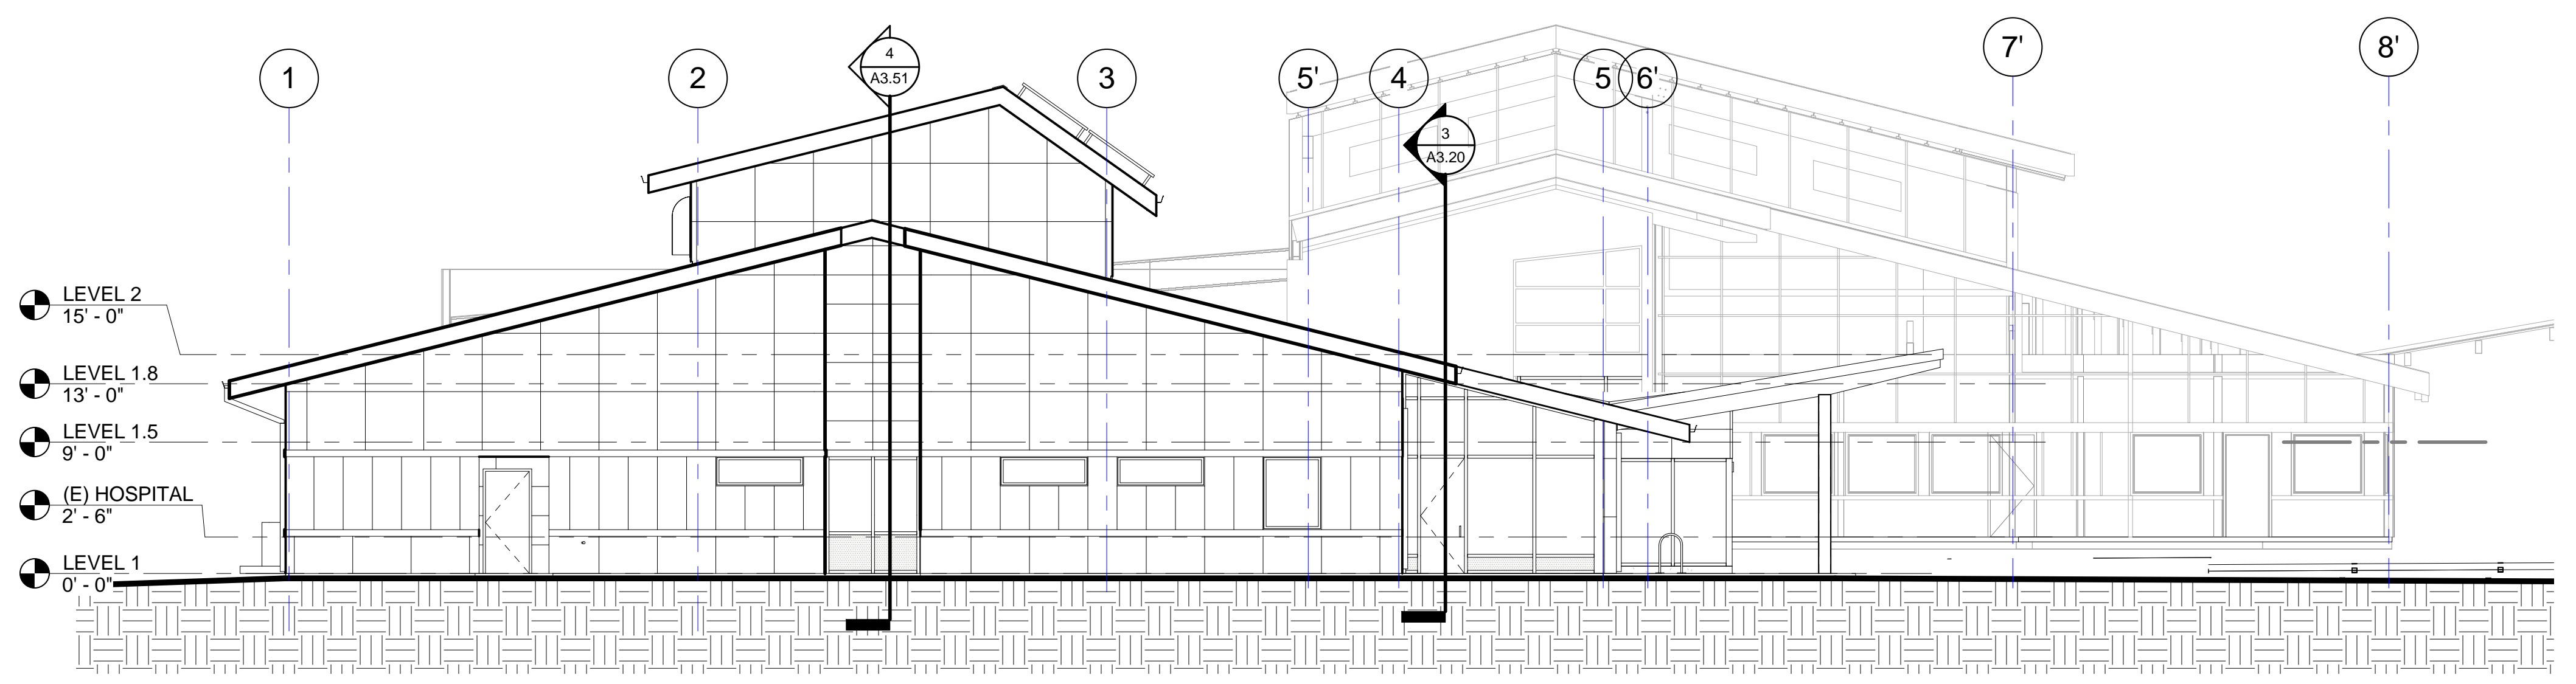 1
2
4
A3.51
3
5'
4
3
A3.20
5
6'
7'
8'
LEVEL 2
15' - 0"
LEVEL 1.8
13' - 0"
LEVEL 1.5
9' - 0"
(E) HOSPITAL
2' - 6"
LEVEL 1
0' - 0"